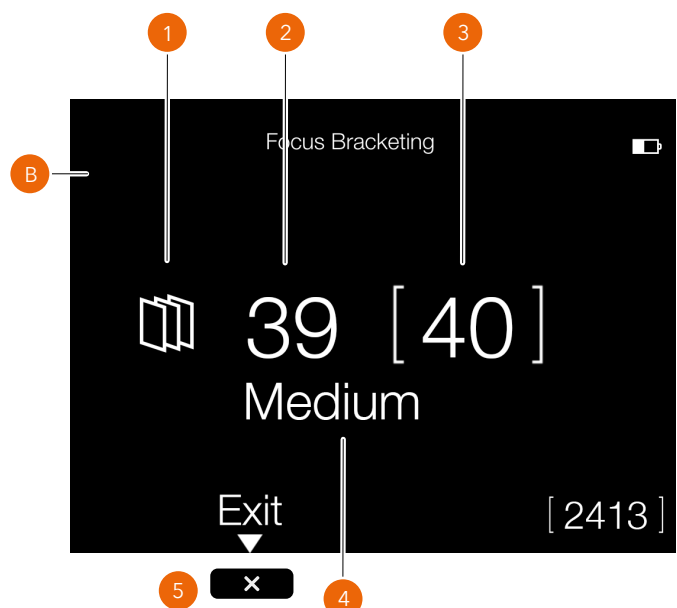 1 2 3
Focus Bracketing
B
39 [ 40 ]
Medium
Exit
[ 2413 ]
5
4